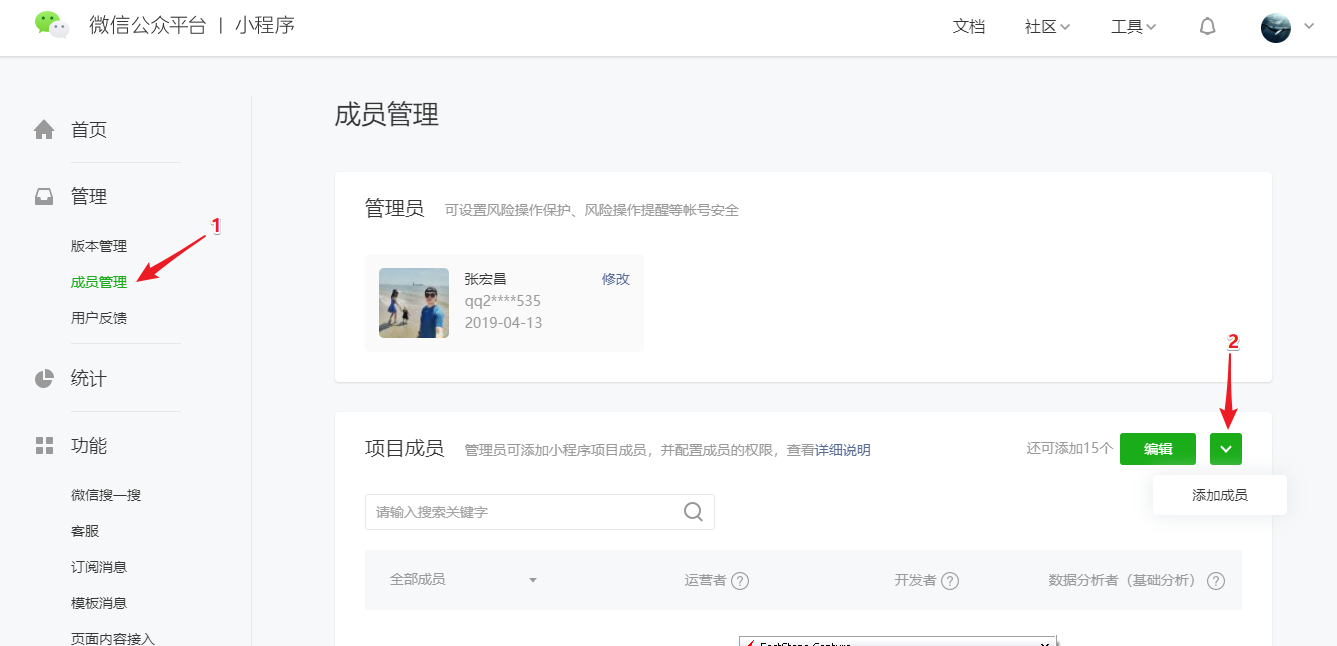 微信公众平台 | 小程序
文档
社区
工具
首页
管理
版本管理
成员管理
用户反馈
统计
功能
微信搜一搜
客服
订阅消息
模板消息
页面内容接入
1
成员管理
管理员 可设置风险操作保护、风险操作提醒等帐号安全
张宏昌 修改
qq2****535
2019-04-13
2
项目成员 管理员可添加小程序项目成员，并配置成员的权限，查看详细说明
还可添加15个 编辑
添加成员
请输入搜索关键字
全部成员 运营者 ? 开发者 ? 数据分析者（基础分析） ?
FastStone Capture